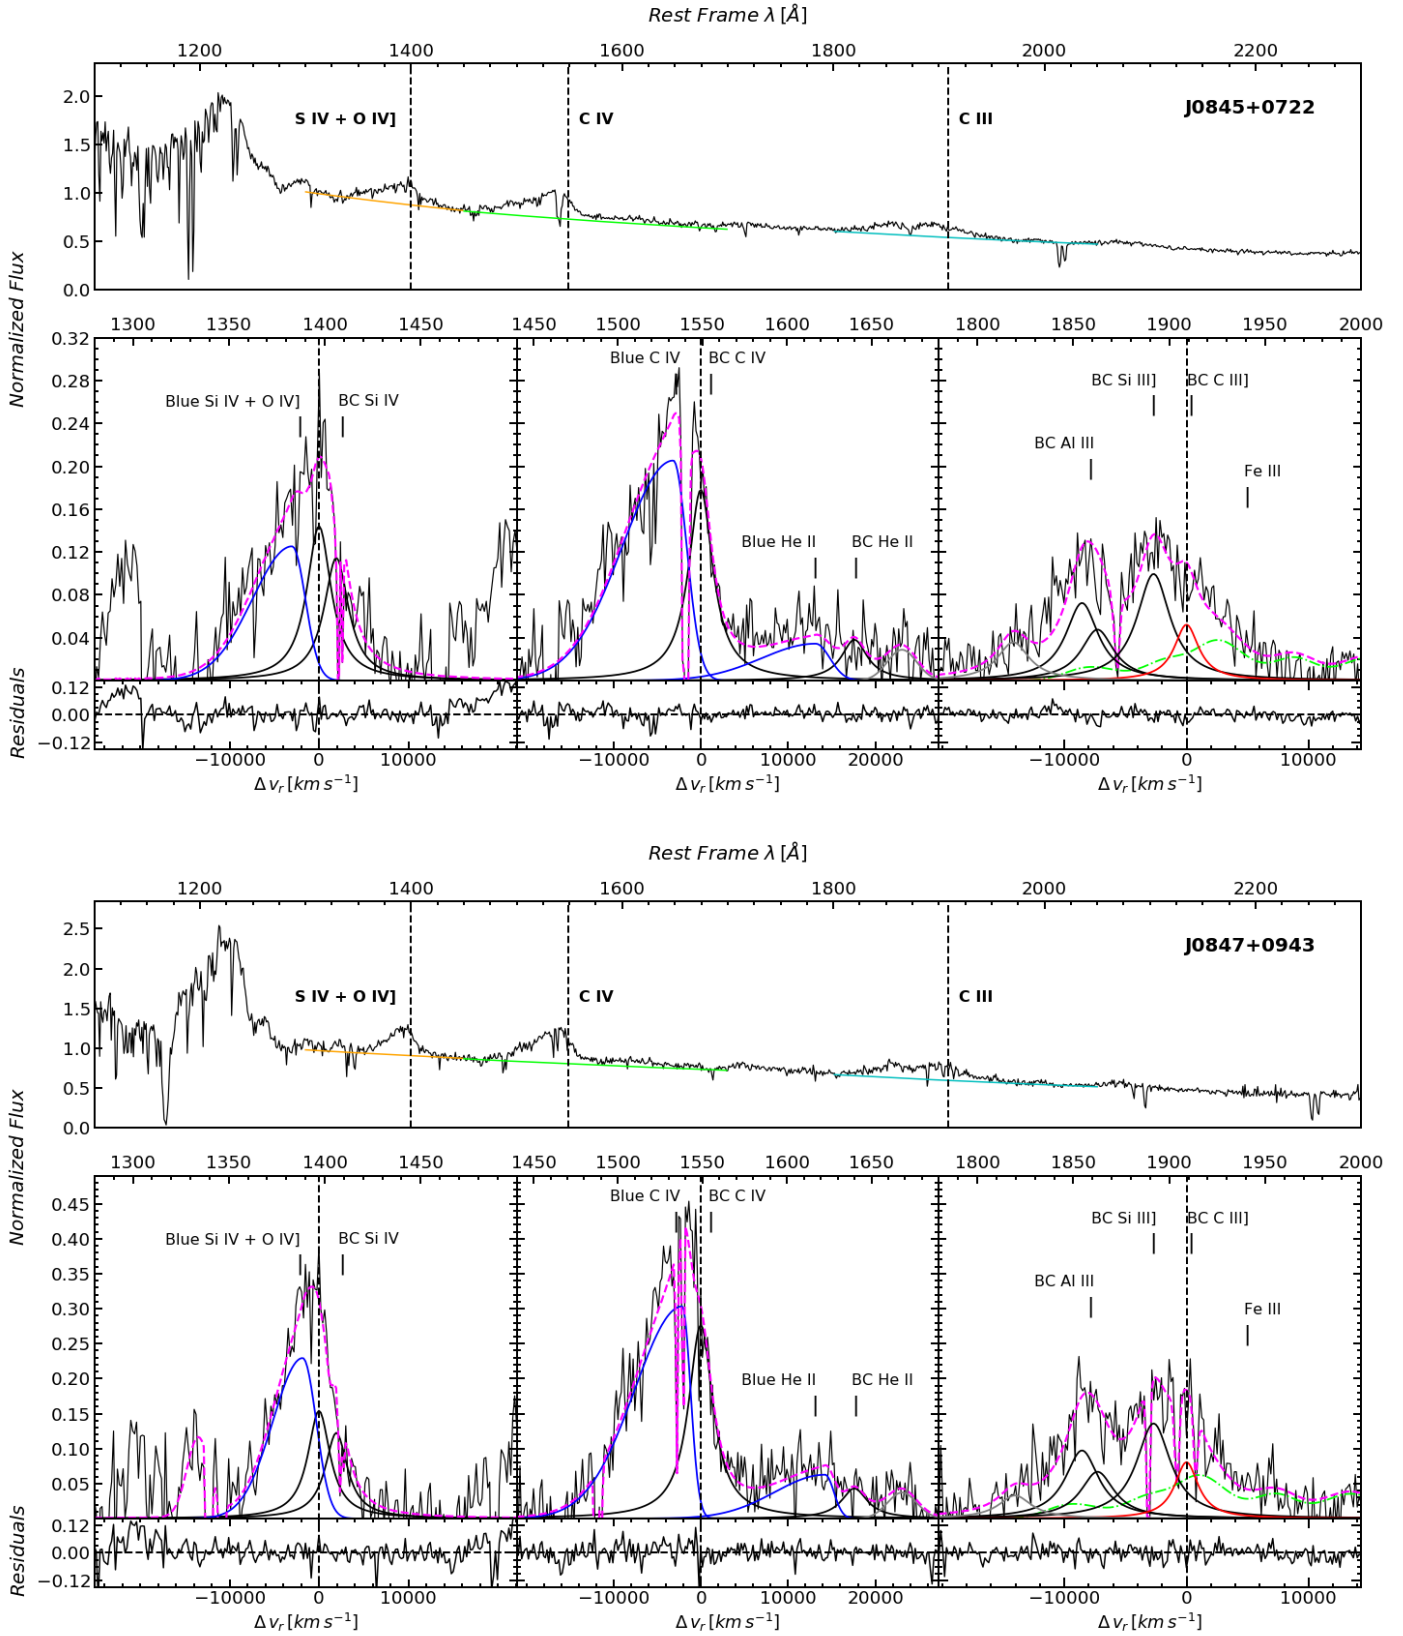 Rest Frame λ [Å]
1200 1400 1600 1800 2000 2200
2.0
1.5
1.0
0.5
0.0
S IV + O IV]
C IV
C III
J0845+0722
Normalized Flux
1300 1350 1400 1450 1450 1500 1550 1600 1650 1800 1850 1900 1950 2000
0.32
0.28
0.24
0.20
0.16
0.12
0.08
0.04
Blue Si IV + O IV]
BC Si IV
Blue C IV
BC C IV
Blue He II
BC He II
BC Si III]
BC C III]
BC Al III
Fe III
Residuals
0.12
0.00
−0.12
−10000 0 10000 −10000 0 10000 20000 −10000 0 10000
Δ vr [km s−1] Δ vr [km s−1] Δ vr [km s−1]
Rest Frame λ [Å]
1200 1400 1600 1800 2000 2200
2.5
2.0
1.5
1.0
0.5
0.0
S IV + O IV]
C IV
C III
J0847+0943
Normalized Flux
1300 1350 1400 1450 1450 1500 1550 1600 1650 1800 1850 1900 1950 2000
0.45
0.40
0.35
0.30
0.25
0.20
0.15
0.10
0.05
Blue Si IV + O IV]
BC Si IV
Blue C IV
BC C IV
Blue He II
BC He II
BC Si III]
BC C III]
BC Al III
Fe III
Residuals
0.12
0.00
−0.12
−10000 0 10000 −10000 0 10000 20000 −10000 0 10000
Δ vr [km s−1] Δ vr [km s−1] Δ vr [km s−1]